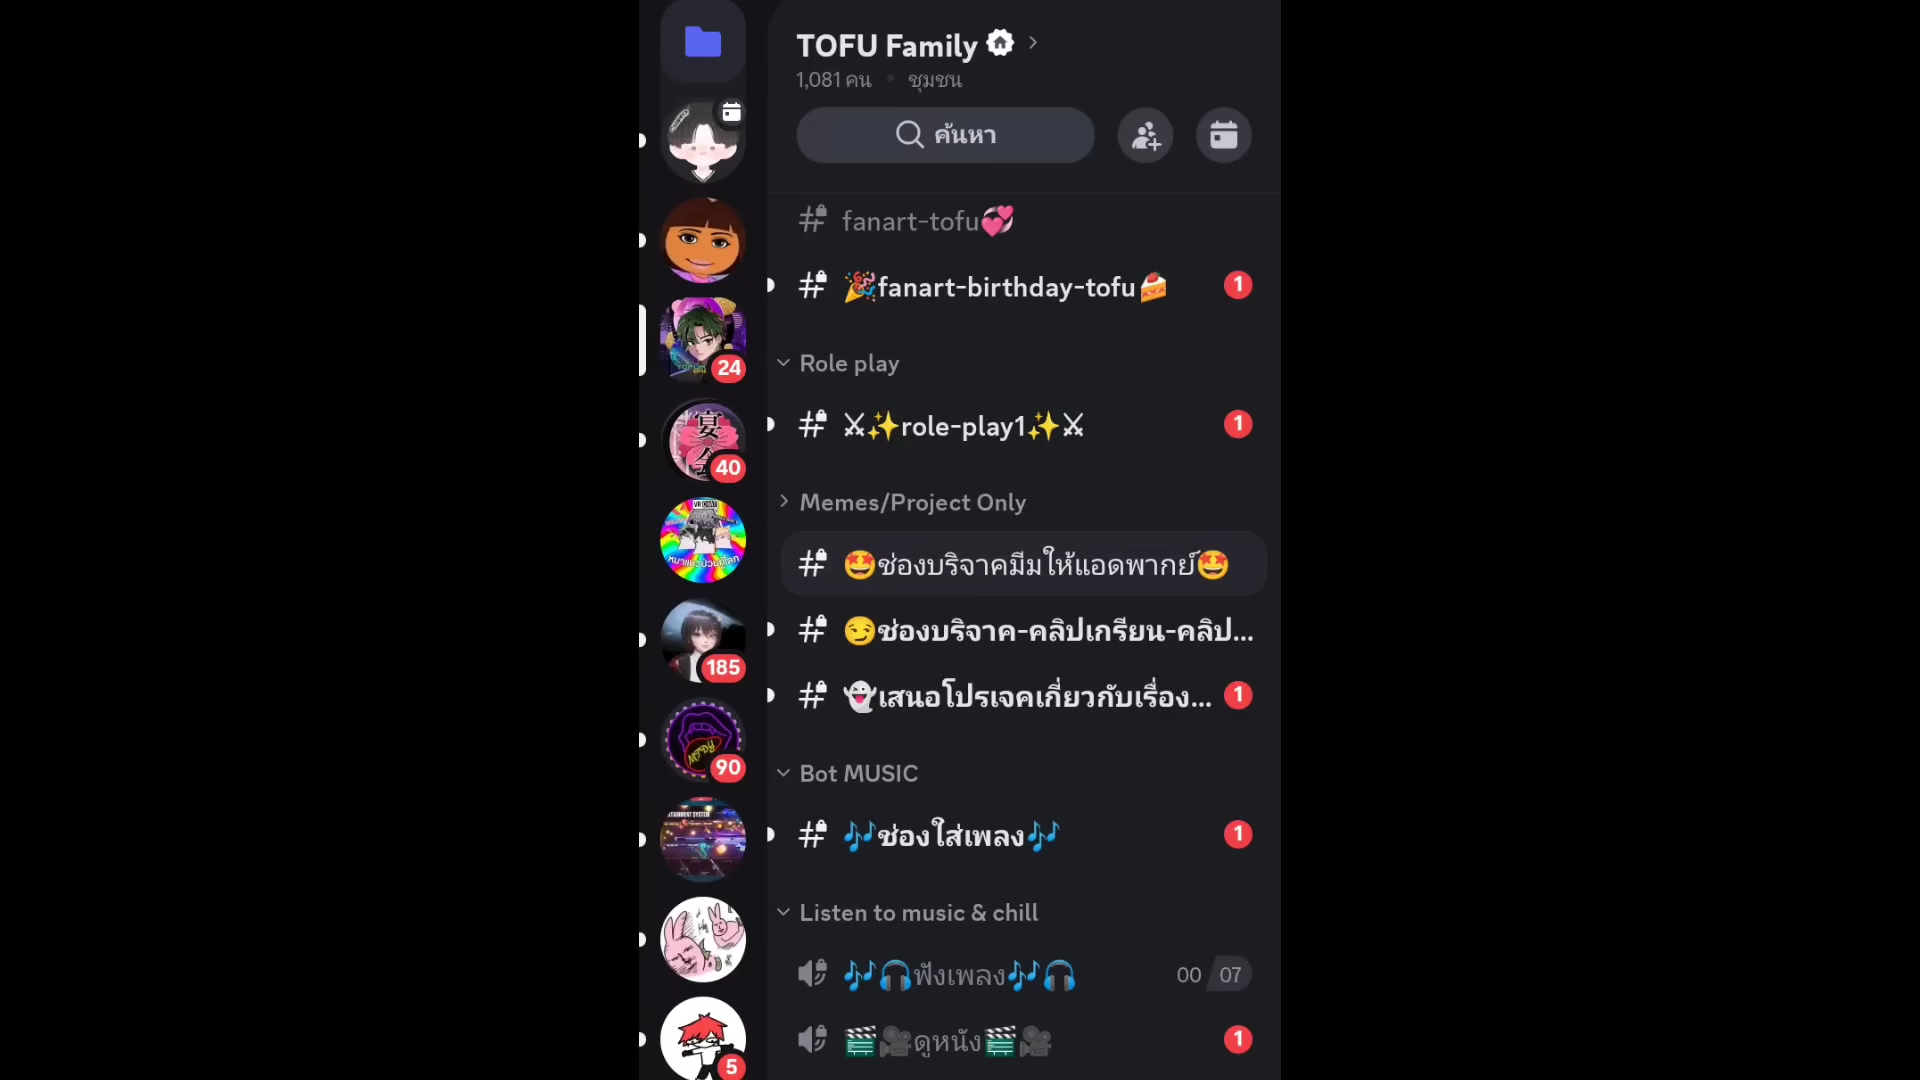 TOFU Family
1,081 คน • ชุมชน
ค้นหา
fanart-tofu💞
🎉fanart-birthday-tofu🍰 1
Role play
⚔✨role-play1✨⚔ 1
Memes/Project Only
🤩ช่องบริจาคมีมให้แอดพากย์🤩
😏ช่องบริจาค-คลิปเกรียน-คลิป...
👻เสนอโปรเจคเกี่ยวกับเรื่อง... 1
Bot MUSIC
🎶ช่องใส่เพลง🎶 1
Listen to music & chill
🎶🎧ฟังเพลง🎶🎧 00 07
🎬🎥ดูหนัง🎬🎥 1
24
40
VR CHAT
185
90
5